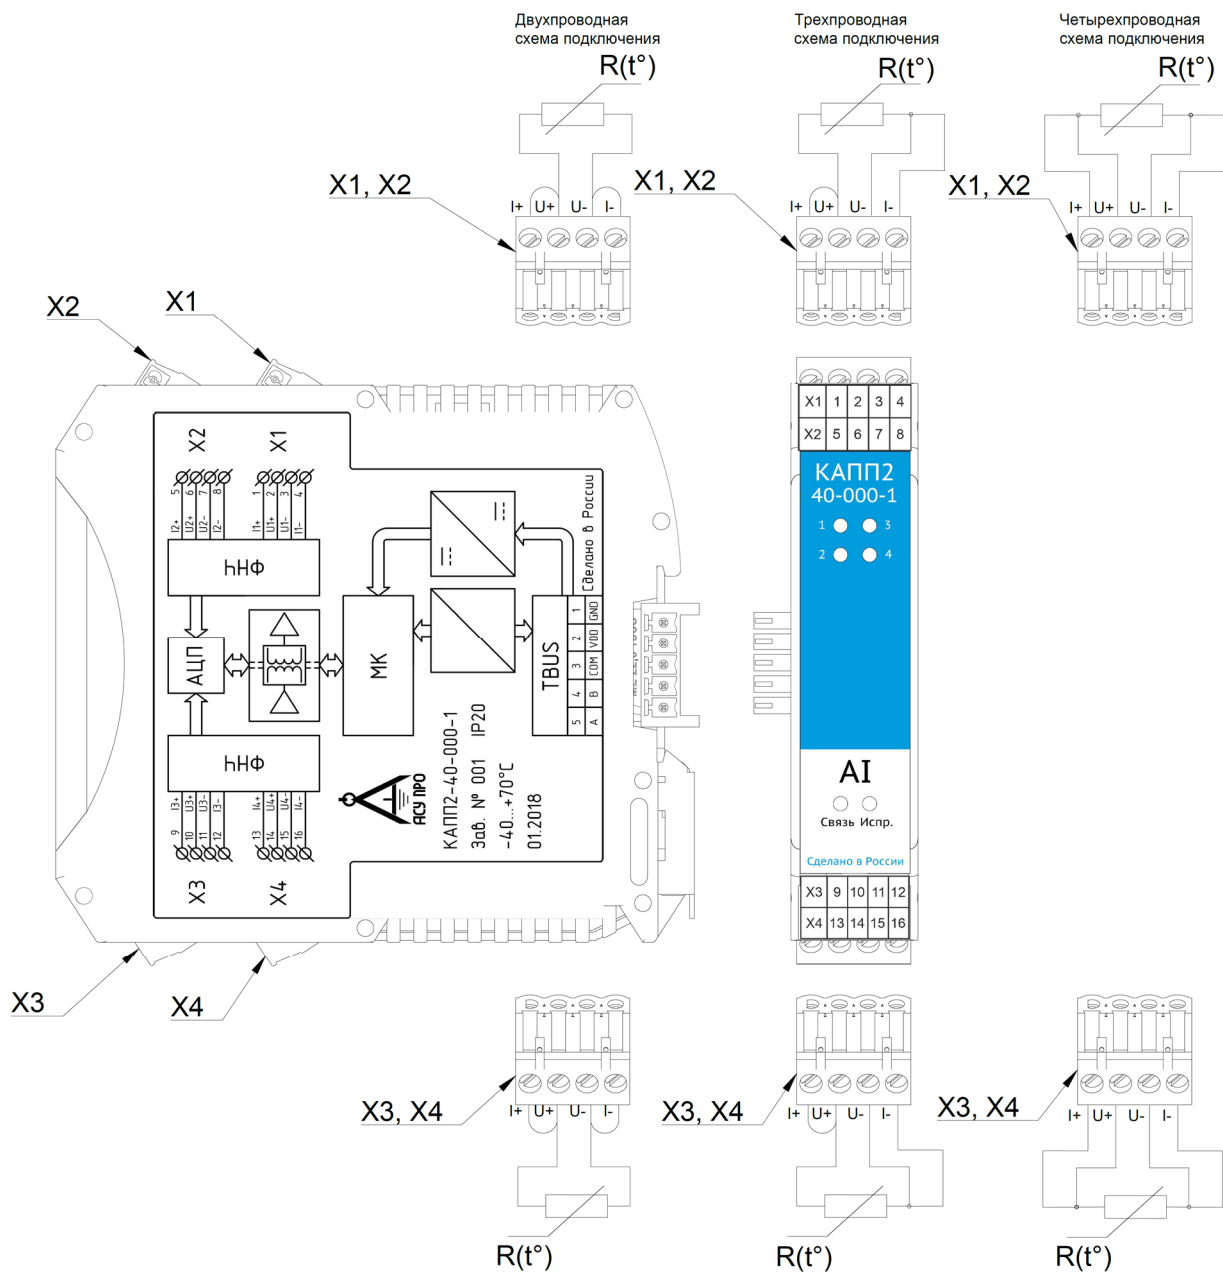 Двухпроводная
схема подключения
R(t°)
Трехпроводная
схема подключения
R(t°)
Четырехпроводная
схема подключения
R(t°)
X1, X2
I+ U+ U- I-
X1, X2
I+ U+ U- I-
X1, X2
I+ U+ U- I-
X2
X1
X2
X1
5 6 7 8
I2+ U2+ U2- I2-
1 2 3 4
I1+ U1+ U1- I1-
ФНЧ
АЦП
ФНЧ
МК
TBUS
1 GND
2 VDD
3 COM
4 B
5 A
Сделано в России
9 10 11 12
I3+ U3+ U3- I3-
13 14 15 16
I4+ U4+ U4- I4-
X3
X4
АСУ ПРО
КАПП2-40-000-1
Зав. № 001 IP20
-40...+70°C
01.2018
X1 1 2 3 4
X2 5 6 7 8
КАПП2
40-000-1
1 3
2 4
AI
Связь Испр.
Сделано в России
X3 9 10 11 12
X4 13 14 15 16
X3
X4
X3, X4
I+ U+ U- I-
R(t°)
X3, X4
I+ U+ U- I-
R(t°)
X3, X4
I+ U+ U- I-
R(t°)